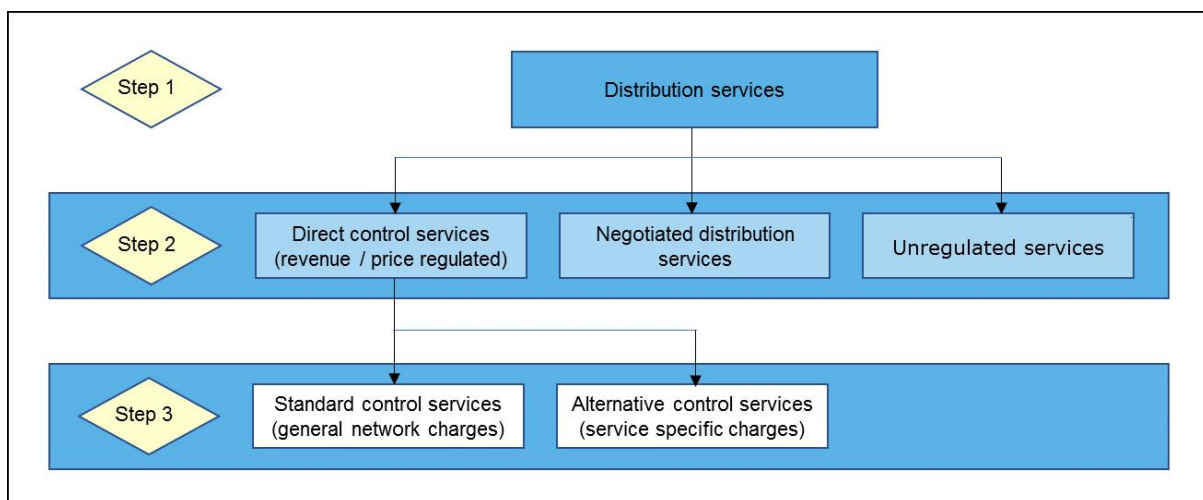 Step 1
Distribution services
Step 2
Direct control services
(revenue / price regulated)
Negotiated distribution
services
Unregulated services
Step 3
Standard control services
(general network charges)
Alternative control services
(service specific charges)